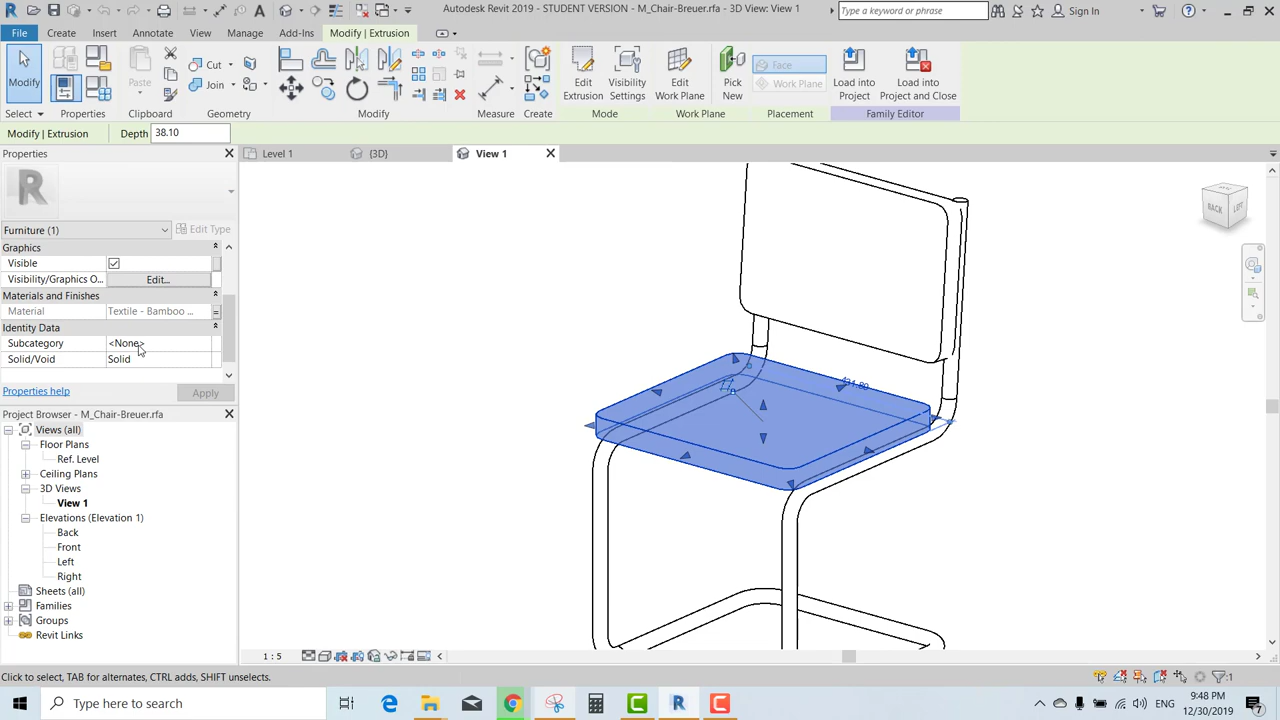 Autodesk Revit 2019 - STUDENT VERSION - M_Chair-Breuer.rfa - 3D View: View 1
Type a keyword or phrase
Sign In
File Create Insert Annotate View Manage Add-Ins Modify | Extrusion
Modify
Paste
Cut
Join
Edit Extrusion
Visibility Settings
Edit Work Plane
Pick New
Face
Work Plane
Load into Project
Load into Project and Close
Select Properties Clipboard Geometry Modify Measure Create Mode Work Plane Placement Family Editor
Modify | Extrusion Depth 38.10
Properties
Level 1 {3D} View 1
Furniture (1) Edit Type
Graphics
Visible
Visibility/Graphics O... Edit...
Materials and Finishes
Material Textile - Bamboo ...
Identity Data
Subcategory <None>
Solid/Void Solid
Properties help Apply
Project Browser - M_Chair-Breuer.rfa
Views (all)
Floor Plans
Ref. Level
Ceiling Plans
3D Views
View 1
Elevations (Elevation 1)
Back
Front
Left
Right
Sheets (all)
Families
Groups
Revit Links
BACK LEFT
1 : 5
Click to select, TAB for alternates, CTRL adds, SHIFT unselects.
:1
Type here to search
ENG
9:48 PM
12/30/2019
7